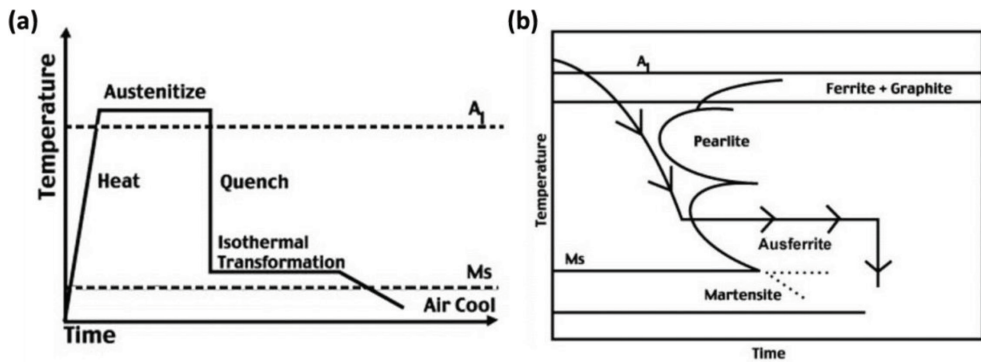 (a)
Temperature
Austenitize
A1
Heat
Quench
Isothermal
Transformation
Ms
Air Cool
Time
(b)
Temperature
A1
Ferrite + Graphite
Pearlite
Ausferrite
Ms
Martensite
Time